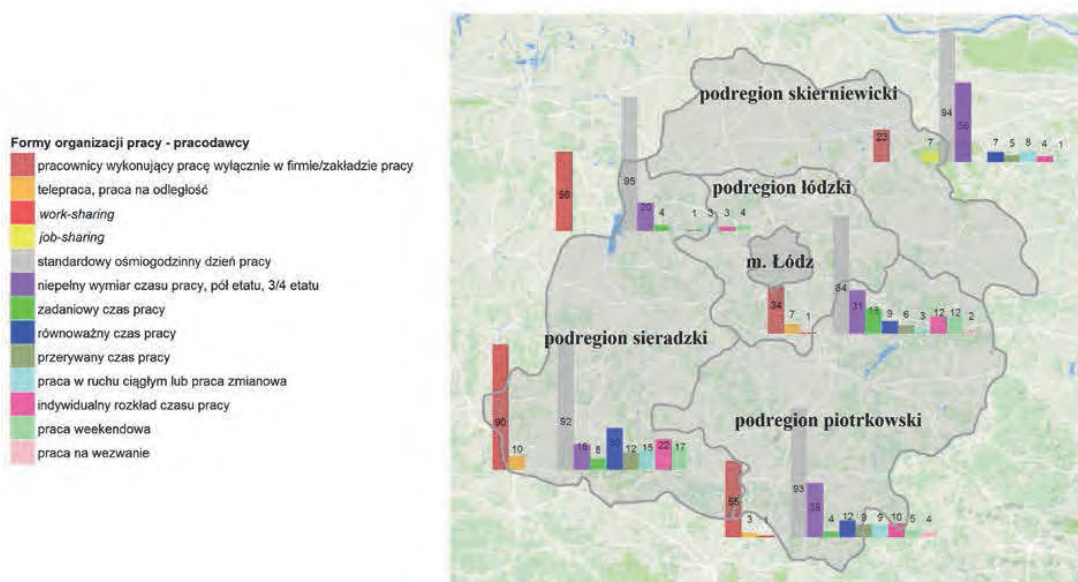 Formy organizacji pracy - pracodawcy
pracownicy wykonujący pracę wyłącznie w firmie/zakładzie pracy
telepraca, praca na odległość
work-sharing
job-sharing
standardowy ośmiogodzinny dzień pracy
niepełny wymiar czasu pracy, pół etatu, 3/4 etatu
zadaniowy czas pracy
równoważny czas pracy
przerywany czas pracy
praca w ruchu ciągłym lub praca zmianowa
indywidualny rozkład czasu pracy
praca weekendowa
praca na wezwanie
podregion skierniewicki
22 7 94 56 7 5 8 4 1
podregion łódzki
56 95 20 4 1 3 3 4
m. Łódź
34 7 1 84 31 18 9 6 3 12 12 2
podregion sieradzki
90 10 92 18 8 30 12 15 22 17
podregion piotrkowski
55 3 1 93 39 4 12 9 9 10 5 4